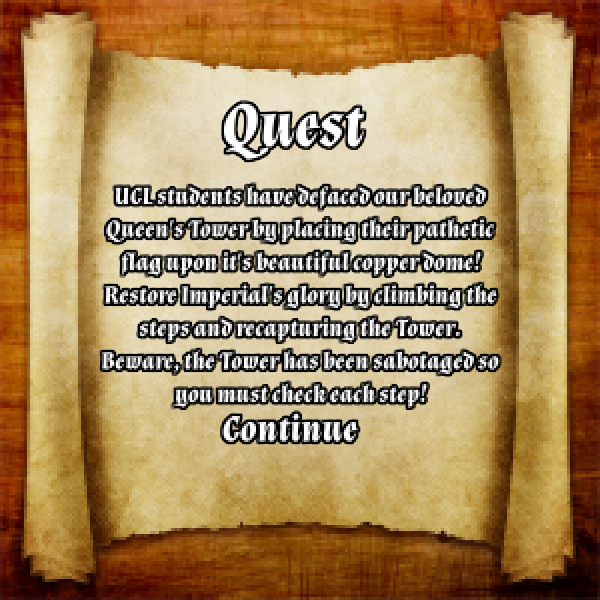 Quest
UCL students have defaced our beloved
Queen's Tower by placing their pathetic
flag upon it's beautiful copper dome!
Restore Imperial's glory by climbing the
steps and recapturing the Tower.
Beware, the Tower has been sabotaged so
you must check each step!
Continue